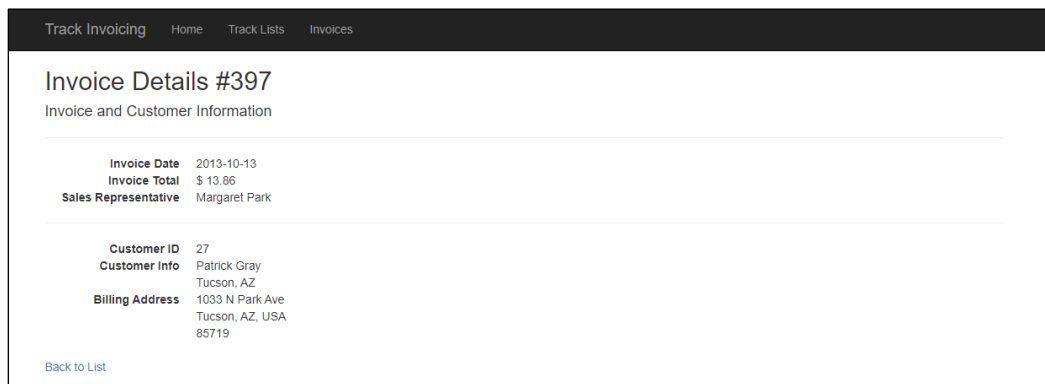 Track Invoicing Home Track Lists Invoices
Invoice Details #397
Invoice and Customer Information
Invoice Date 2013-10-13
Invoice Total $ 13.86
Sales Representative Margaret Park
Customer ID 27
Customer Info Patrick Gray
Tucson, AZ
Billing Address 1033 N Park Ave
Tucson, AZ, USA
85719
Back to List